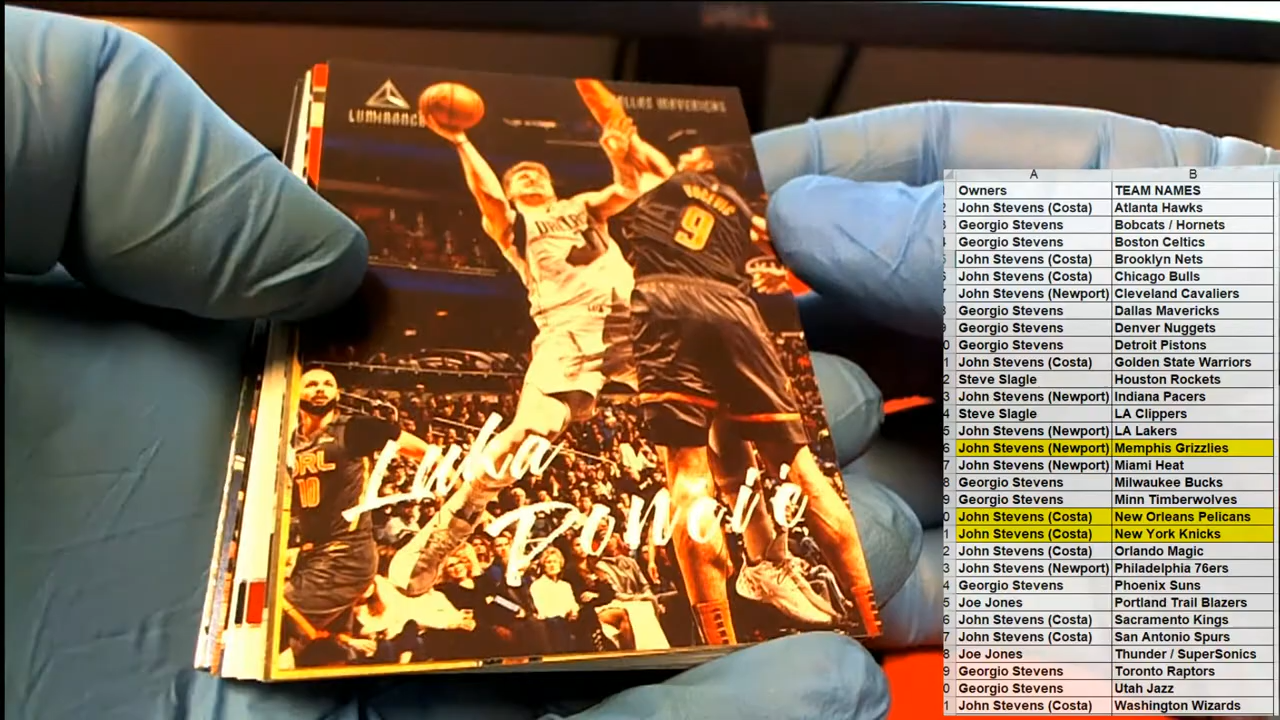 DELL
LUMINANCE
DALLAS MAVERICKS
9
ORL
10
Luka
Doncic
A B
Owners TEAM NAMES
John Stevens (Costa) Atlanta Hawks
Georgio Stevens Bobcats / Hornets
Georgio Stevens Boston Celtics
John Stevens (Costa) Brooklyn Nets
John Stevens (Costa) Chicago Bulls
John Stevens (Newport) Cleveland Cavaliers
Georgio Stevens Dallas Mavericks
Georgio Stevens Denver Nuggets
Georgio Stevens Detroit Pistons
John Stevens (Costa) Golden State Warriors
Steve Slagle Houston Rockets
John Stevens (Newport) Indiana Pacers
Steve Slagle LA Clippers
John Stevens (Newport) LA Lakers
John Stevens (Newport) Memphis Grizzlies
John Stevens (Newport) Miami Heat
Georgio Stevens Milwaukee Bucks
Georgio Stevens Minn Timberwolves
John Stevens (Costa) New Orleans Pelicans
John Stevens (Costa) New York Knicks
John Stevens (Costa) Orlando Magic
John Stevens (Newport) Philadelphia 76ers
Georgio Stevens Phoenix Suns
Joe Jones Portland Trail Blazers
John Stevens (Costa) Sacramento Kings
John Stevens (Costa) San Antonio Spurs
Joe Jones Thunder / SuperSonics
Georgio Stevens Toronto Raptors
Georgio Stevens Utah Jazz
John Stevens (Costa) Washington Wizards